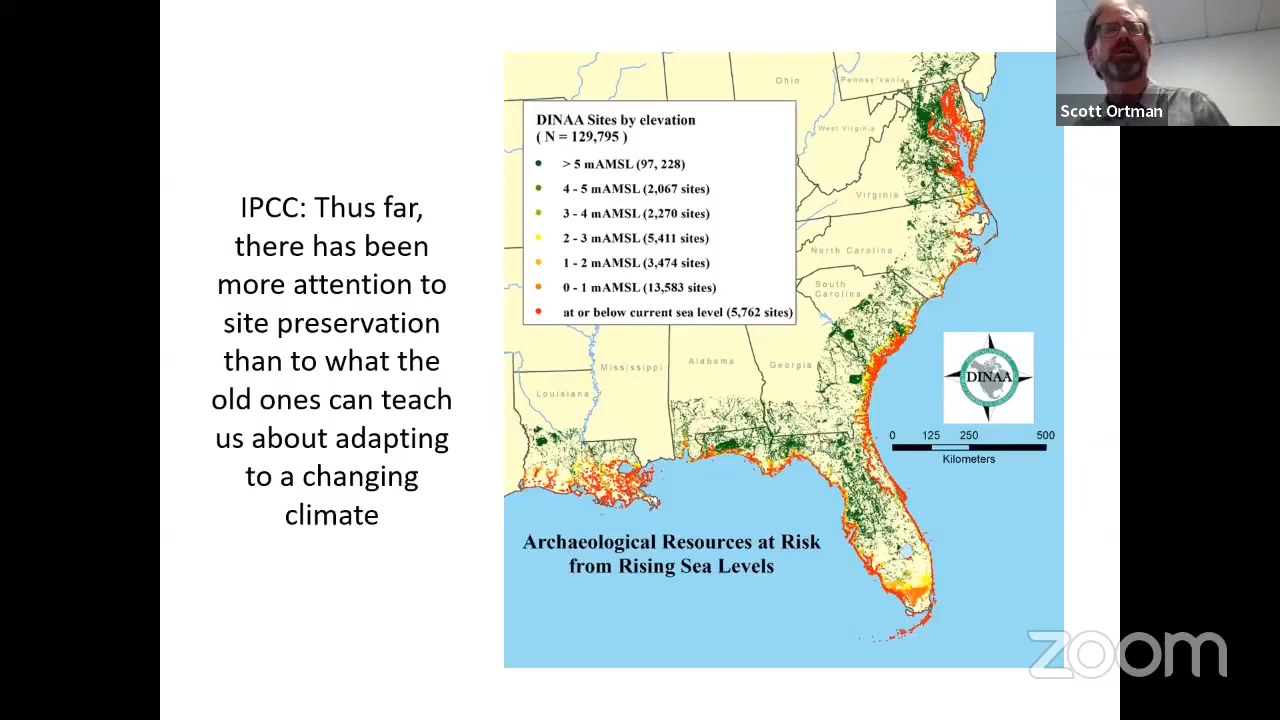 IPCC: Thus far,
there has been
more attention to
site preservation
than to what the
old ones can teach
us about adapting
to a changing
climate
DINAA Sites by elevation
( N = 129,795 )
> 5 mAMSL (97, 228)
4 - 5 mAMSL (2,067 sites)
3 - 4 mAMSL (2,270 sites)
2 - 3 mAMSL (5,411 sites)
1 - 2 mAMSL (3,474 sites)
0 - 1 mAMSL (13,583 sites)
at or below current sea level (5,762 sites)
Ohio
Pennsylvania
West Virginia
Virginia
North Carolina
South
Carolina
Mississippi
Alabama
Georgia
Louisiana
DINAA
0 125 250 500
Kilometers
Archaeological Resources at Risk
from Rising Sea Levels
Scott Ortman
zoom